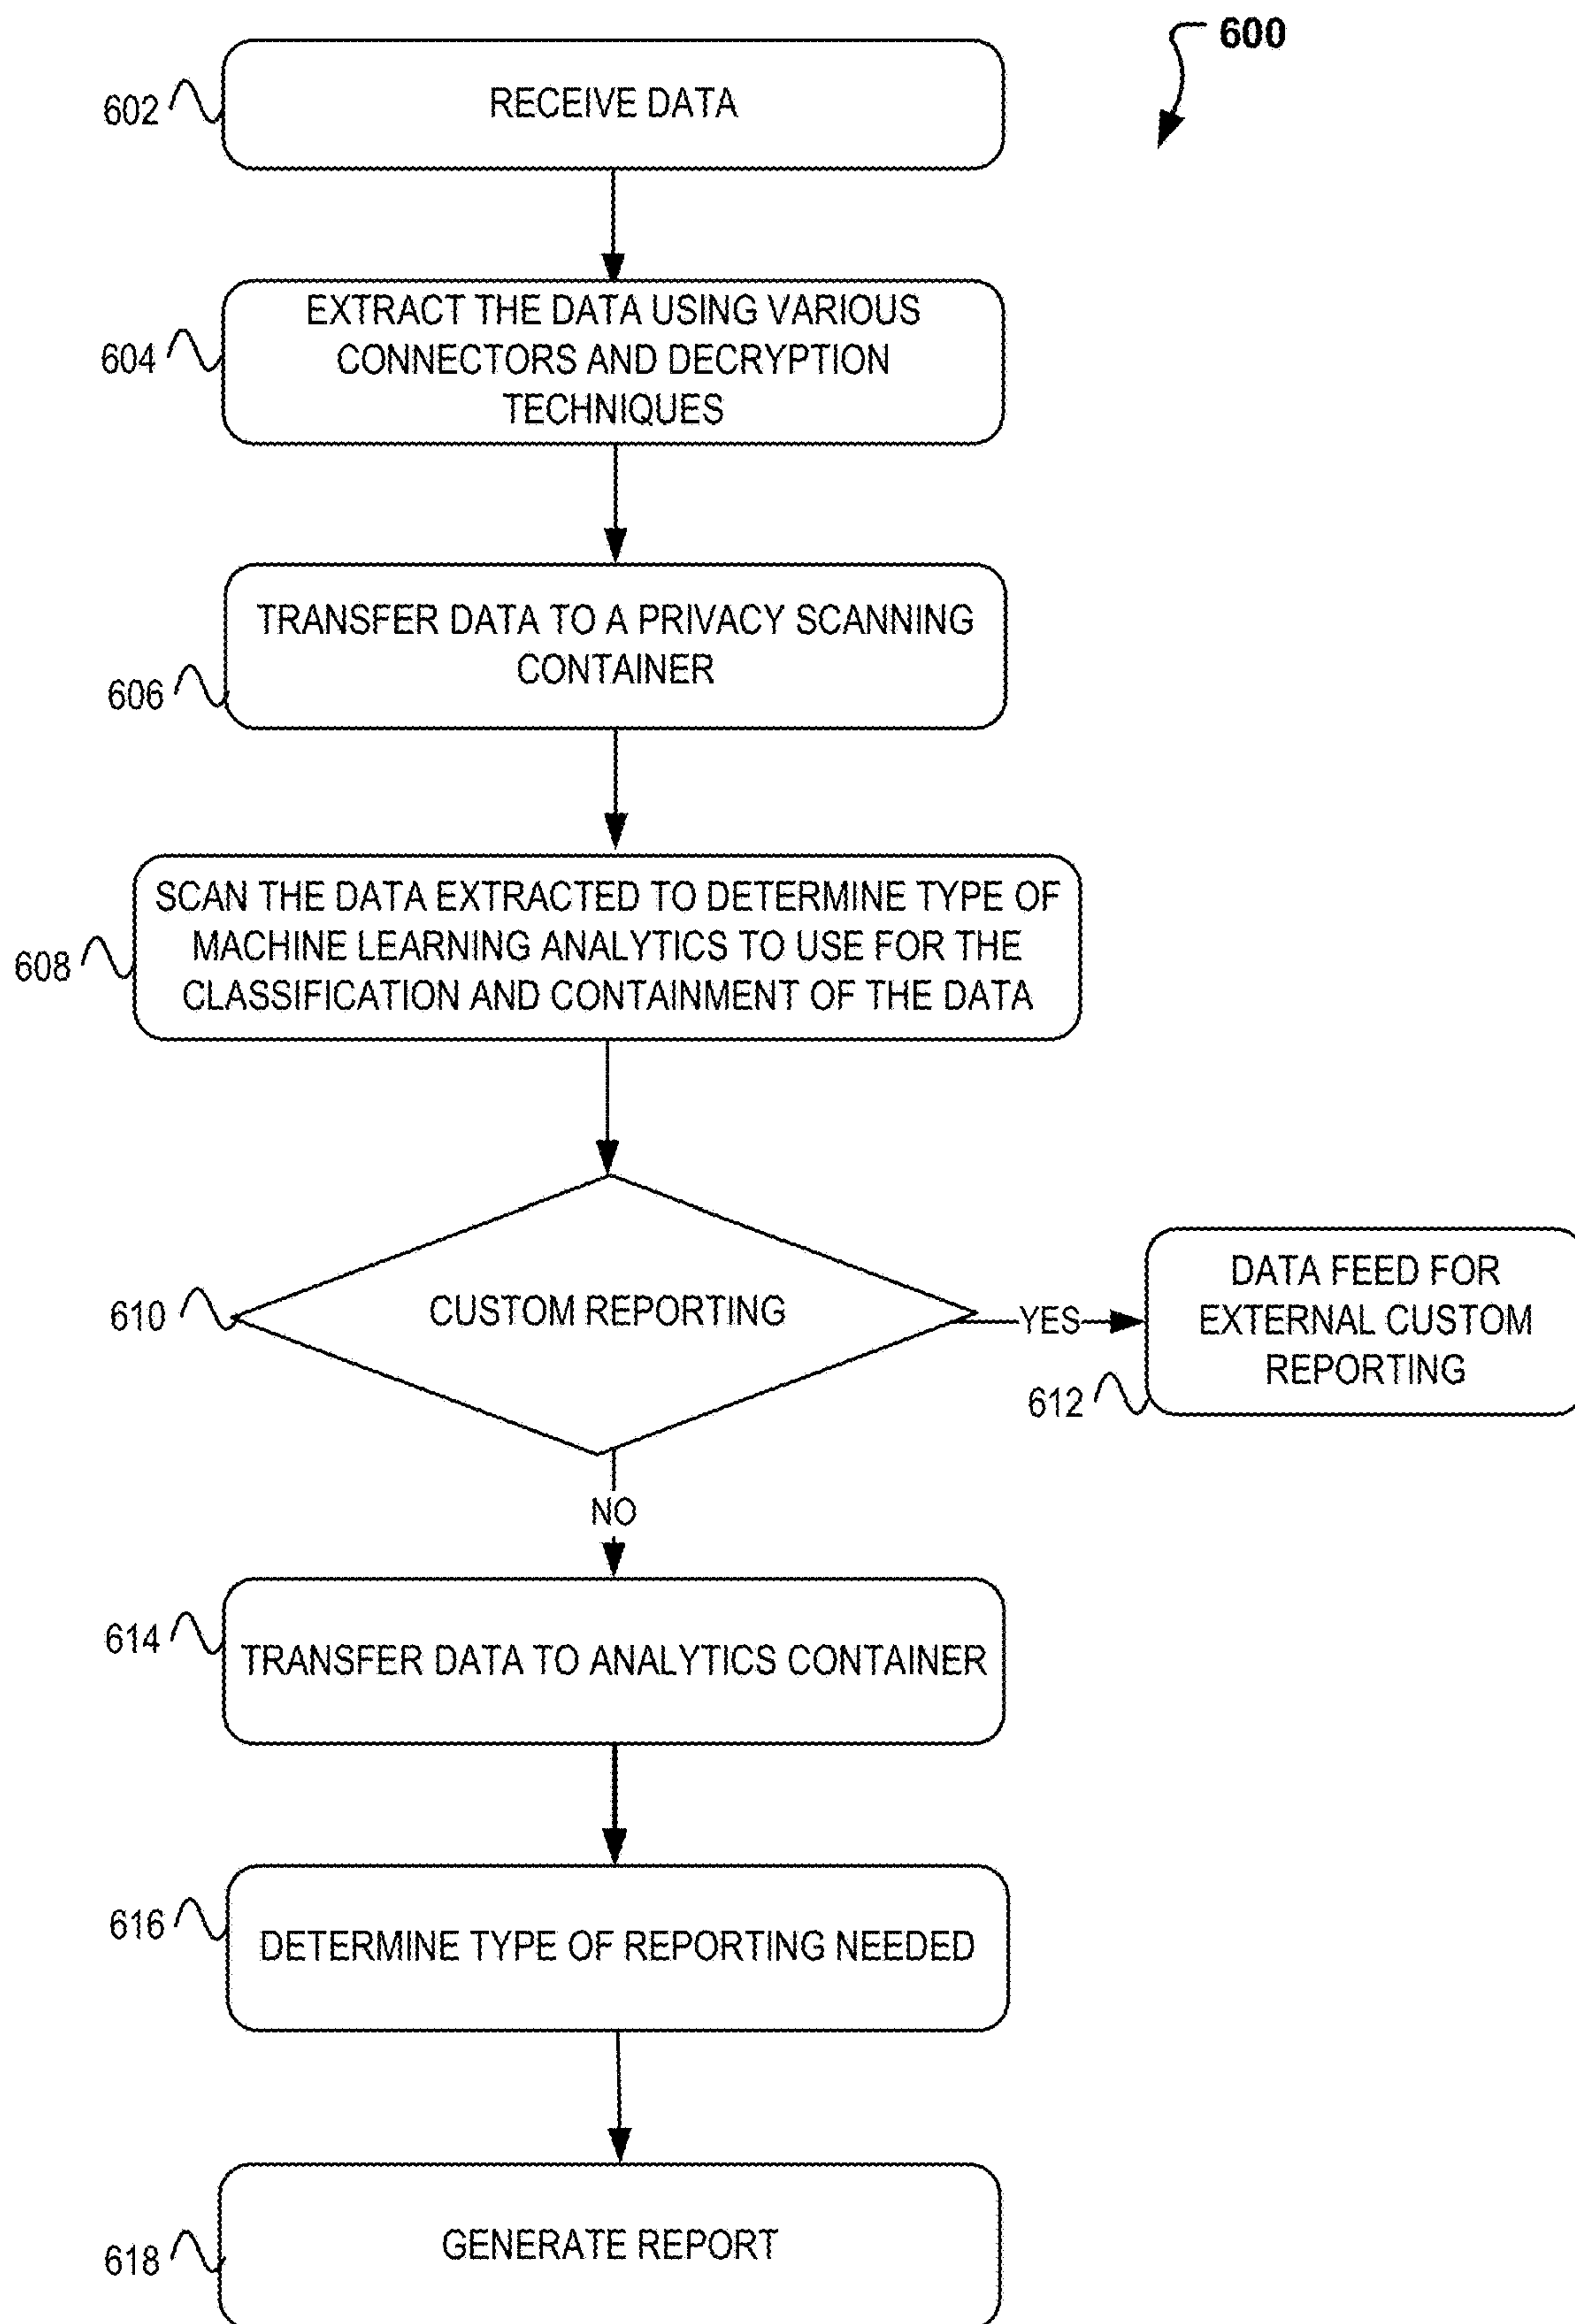 600
602
RECEIVE DATA
604
EXTRACT THE DATA USING VARIOUS
CONNECTORS AND DECRYPTION
TECHNIQUES
606
TRANSFER DATA TO A PRIVACY SCANNING
CONTAINER
608
SCAN THE DATA EXTRACTED TO DETERMINE TYPE OF
MACHINE LEARNING ANALYTICS TO USE FOR THE
CLASSIFICATION AND CONTAINMENT OF THE DATA
610
CUSTOM REPORTING
YES
DATA FEED FOR
EXTERNAL CUSTOM
REPORTING
612
NO
614
TRANSFER DATA TO ANALYTICS CONTAINER
616
DETERMINE TYPE OF REPORTING NEEDED
618
GENERATE REPORT